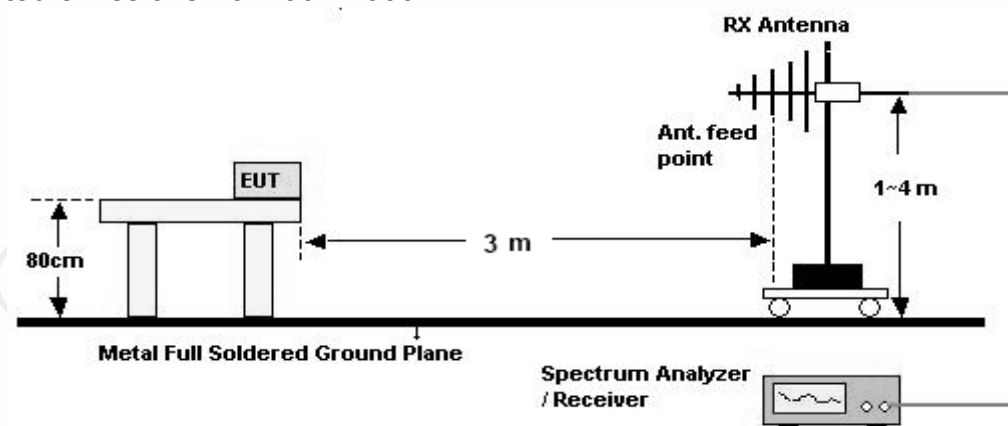 RX Antenna
Ant. feed
point
EUT
1~4 m
3 m
80cm
Metal Full Soldered Ground Plane
Spectrum Analyzer
/ Receiver